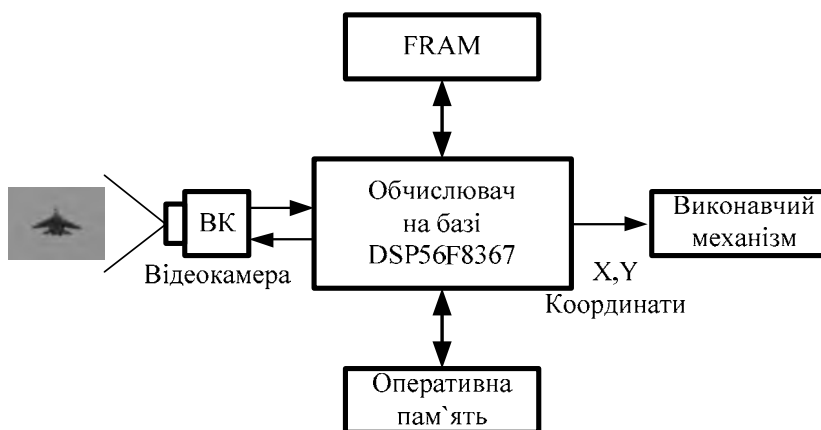 FRAM
Обчислювач
на базі
DSP56F8367
ВК
Відеокамера
Виконавчий
механізм
X,Y
Координати
Оперативна
пам`ять